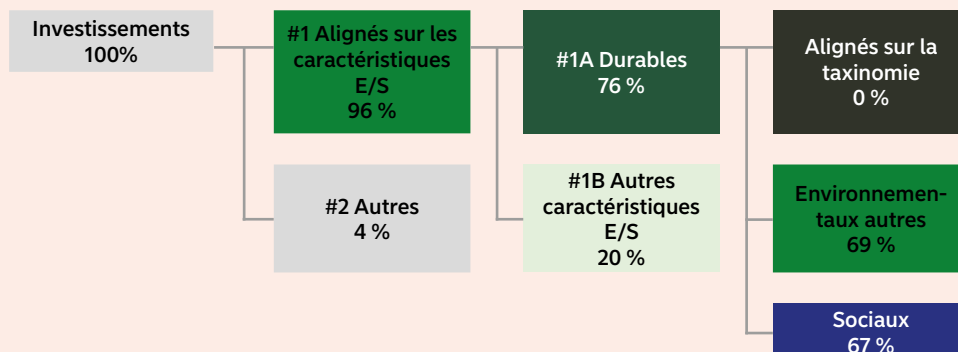 Investissements
100%
#1 Alignés sur les
caractéristiques
E/S
96 %
#2 Autres
4 %
#1A Durables
76 %
#1B Autres
caractéristiques
E/S
20 %
Alignés sur la
taxinomie
0 %
Environnemen-
taux autres
69 %
Sociaux
67 %